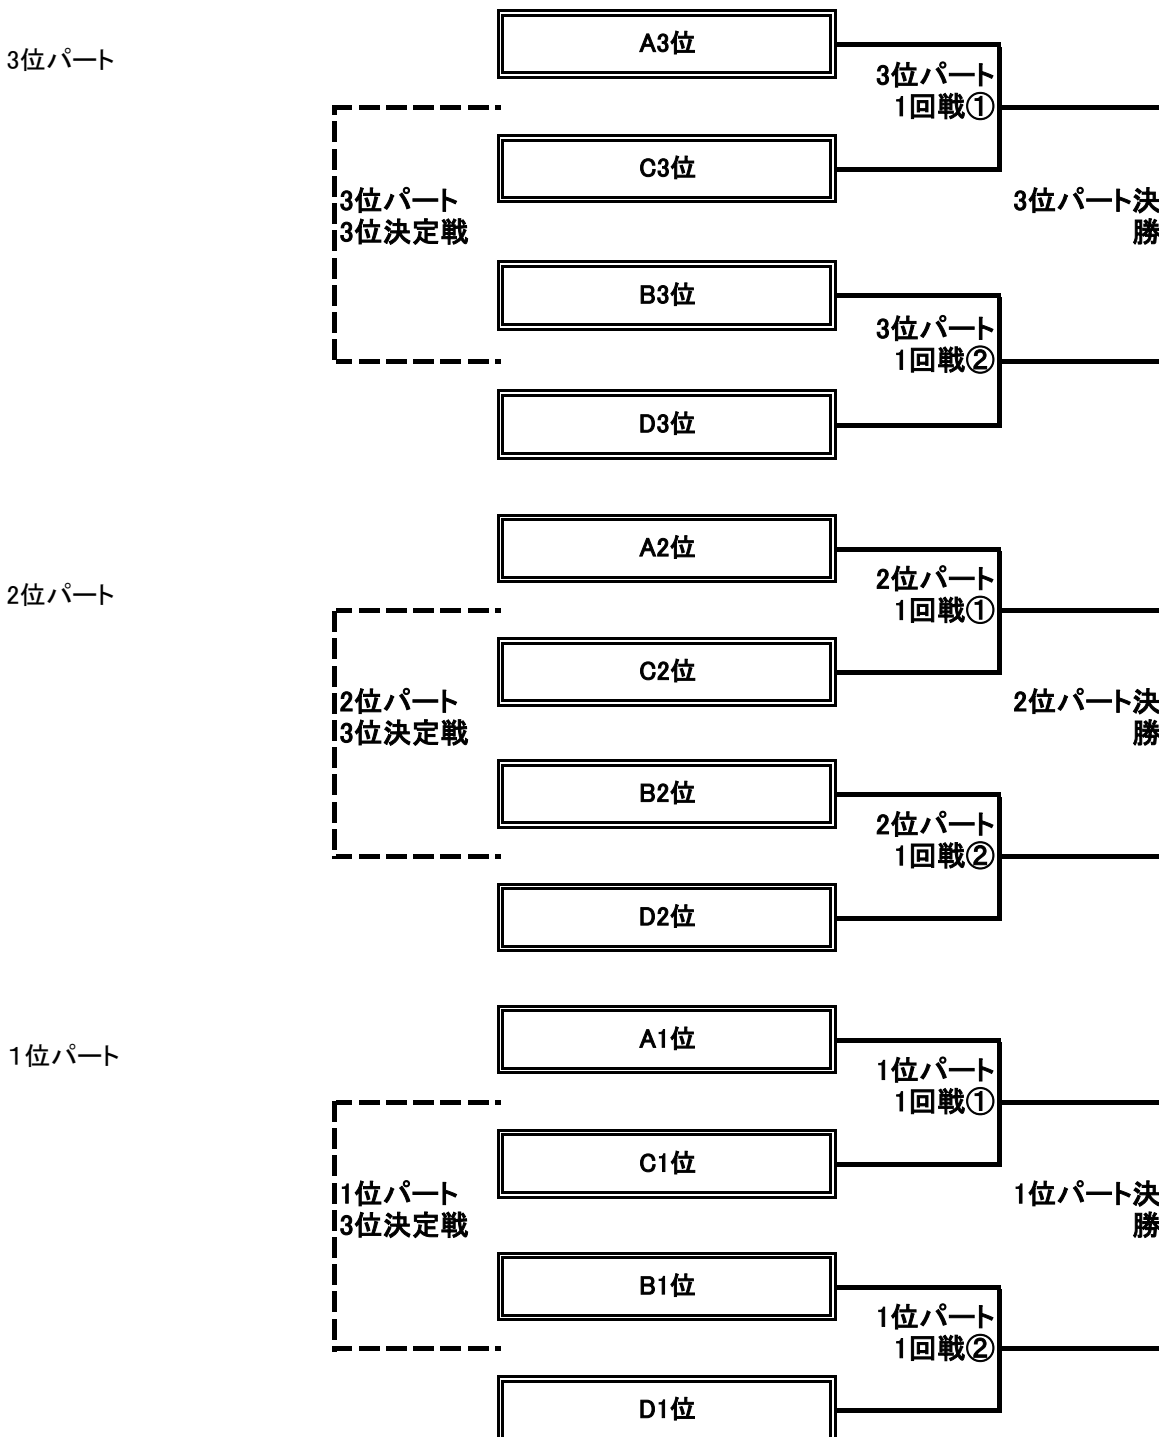 3位パート
A3位
3位パート
1回戦①
C3位
3位パート
3位決定戦
3位パート決
勝
B3位
3位パート
1回戦②
D3位
2位パート
A2位
2位パート
1回戦①
C2位
2位パート
3位決定戦
2位パート決
勝
B2位
2位パート
1回戦②
D2位
1位パート
A1位
1位パート
1回戦①
C1位
1位パート
3位決定戦
1位パート決
勝
B1位
1位パート
1回戦②
D1位